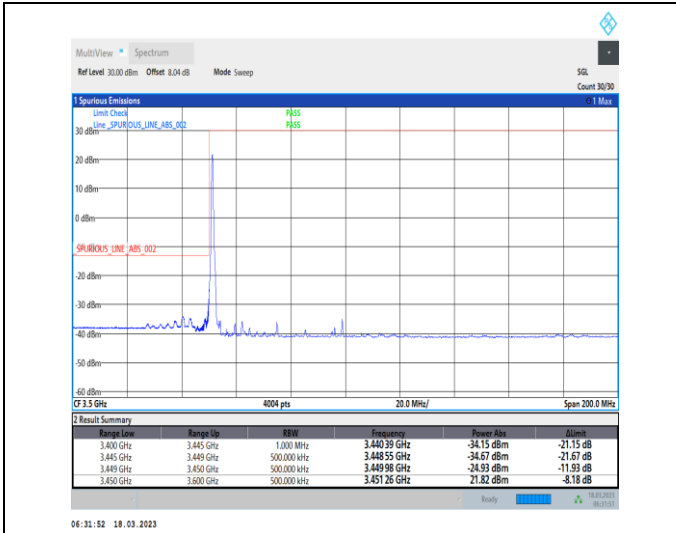 MultiView Spectrum
Ref Level 30.00 dBm Offset 8.04 dB Mode Sweep SGL
Count 30/30
1 Spurious Emissions 1 Max
Limit Check PASS
Line _SPURIOUS_LINE_ABS_002 PASS
30 dBm
20 dBm
10 dBm
0 dBm
_SPURIOUS_LINE_ABS_002
-20 dBm
-30 dBm
-40 dBm
-50 dBm
-60 dBm
CF 3.5 GHz 4004 pts 20.0 MHz/ Span 200.0 MHz
2 Result Summary
Range Low Range Up RBW Frequency Power Abs ΔLimit
3.400 GHz 3.445 GHz 1.000 MHz 3.440 39 GHz -34.15 dBm -21.15 dB
3.445 GHz 3.449 GHz 500.000 kHz 3.448 55 GHz -34.67 dBm -21.67 dB
3.449 GHz 3.450 GHz 500.000 kHz 3.449 98 GHz -24.93 dBm -11.93 dB
3.450 GHz 3.600 GHz 500.000 kHz 3.451 26 GHz 21.82 dBm -8.18 dB
Ready 18.03.2023
06:31:51
06:31:52 18.03.2023